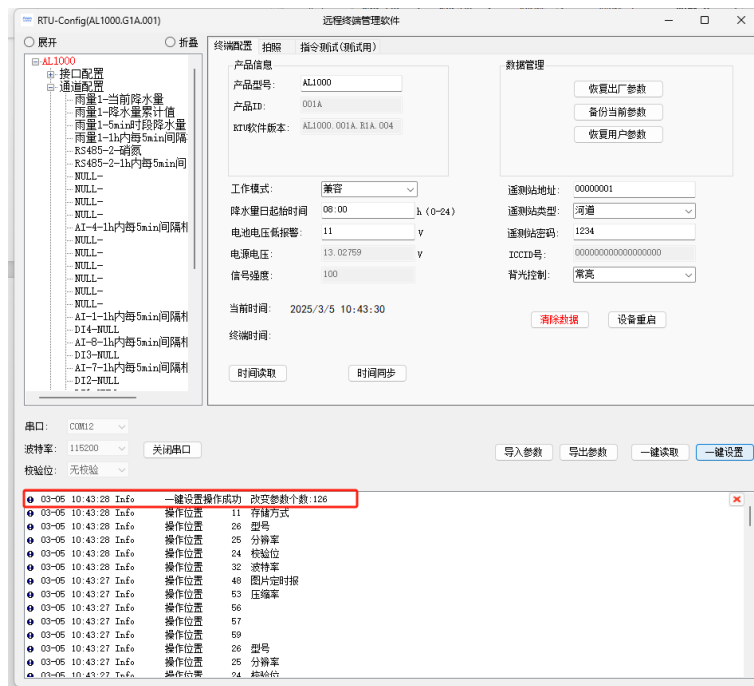 RTU-Config(AL1000.G1A.001)
远程终端管理软件
展开
折叠
AL1000
接口配置
通道配置
雨量1-当前降水量
雨量1-降水量累计值
雨量1-5min时段降水量
雨量1-1h内每5min间隔
RS485-2-硝氮
RS485-2-1h内每5min间
NULL-
NULL-
NULL-
NULL-
AI-4-1h内每5min间隔相
NULL-
NULL-
NULL-
NULL-
NULL-
NULL-
AI-1-1h内每5min间隔相
DI4-NULL
AI-8-1h内每5min间隔相
DI3-NULL
AI-7-1h内每5min间隔相
DI2-NULL
终端配置 拍照 指令测试(测试用)
产品信息
产品型号: AL1000
产品ID: 001A
RTU软件版本: AL1000.001A.R1A.004
数据管理
恢复出厂参数
备份当前参数
恢复用户参数
工作模式: 兼容
降水量日起始时间 08:00 h (0-24)
电池电压低报警: 11 V
电源电压: 13.02759 V
信号强度: 100
遥测站地址: 00000001
遥测站类型: 河道
遥测站密码: 1234
ICCID号: 00000000000000000000
背光控制: 常亮
当前时间: 2025/3/5 10:43:30
终端时间:
清除数据 设备重启
时间读取 时间同步
串口: COM12
波特率: 115200 关闭串口
校验位: 无校验
导入参数 导出参数 一键读取 一键设置
03-05 10:43:28 Info 一键设置操作成功 改变参数个数:126
03-05 10:43:28 Info 操作位置 11 存储方式
03-05 10:43:28 Info 操作位置 26 型号
03-05 10:43:28 Info 操作位置 25 分辨率
03-05 10:43:28 Info 操作位置 24 校验位
03-05 10:43:28 Info 操作位置 32 波特率
03-05 10:43:27 Info 操作位置 48 图片定时报
03-05 10:43:27 Info 操作位置 53 压缩率
03-05 10:43:27 Info 操作位置 56
03-05 10:43:27 Info 操作位置 57
03-05 10:43:27 Info 操作位置 59
03-05 10:43:27 Info 操作位置 26 型号
03-05 10:43:27 Info 操作位置 25 分辨率
03-05 10:43:27 Info 操作位置 24 校验位